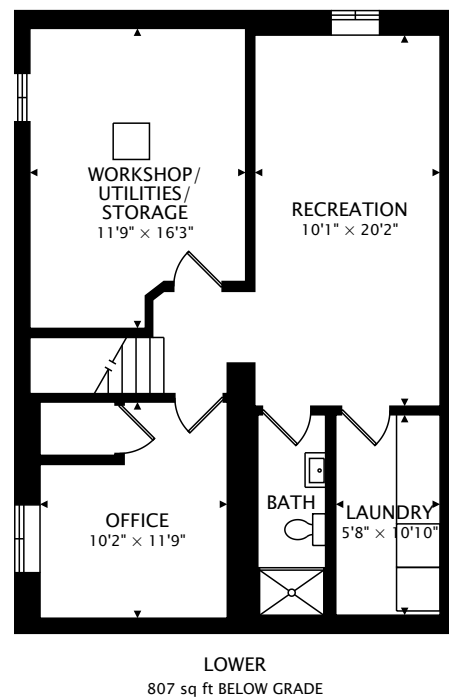 WORKSHOP/
UTILITIES/
STORAGE
11'9" × 16'3"
RECREATION
10'1" × 20'2"
OFFICE
10'2" × 11'9"
BATH
LAUNDRY
5'8" × 10'10"
LOWER
807 sq ft BELOW GRADE